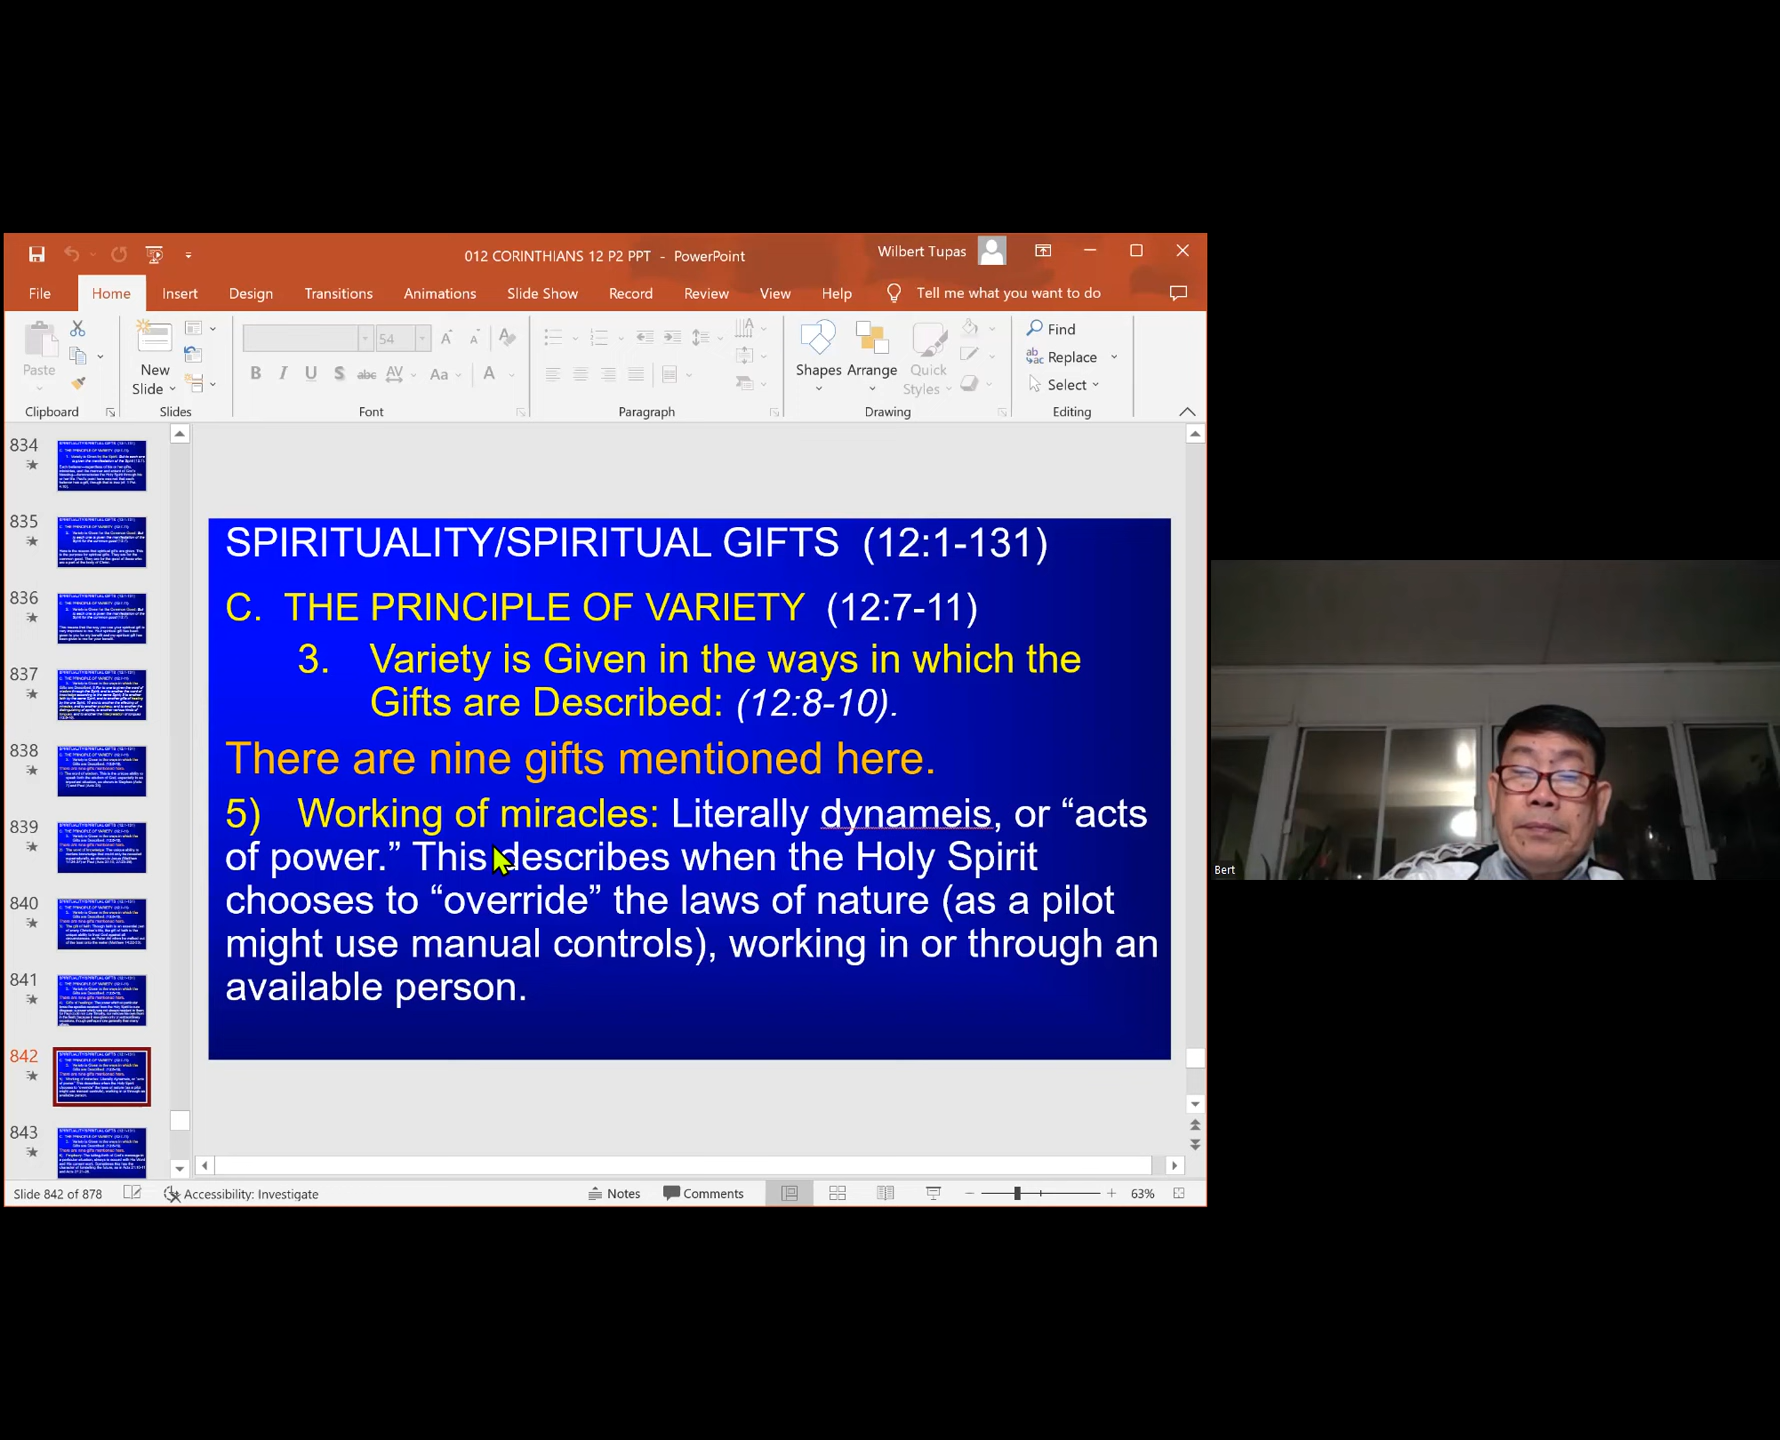 012 CORINTHIANS 12 P2 PPT - PowerPoint
Wilbert Tupas
File Home Insert Design Transitions Animations Slide Show Record Review View Help Tell me what you want to do
Paste
New
Slide
54
B I U S abc AV Aa A
Shapes Arrange Quick
Styles
Find
Replace
Select
Clipboard Slides Font Paragraph Drawing Editing
834
835
836
837
838
839
840
841
842
843
SPIRITUALITY/SPIRITUAL GIFTS (12:1-131)
C. THE PRINCIPLE OF VARIETY (12:7-11)
3. Variety is Given in the ways in which the
Gifts are Described: (12:8-10).
There are nine gifts mentioned here.
5) Working of miracles: Literally dynameis, or “acts
of power.” This describes when the Holy Spirit
chooses to “override” the laws of nature (as a pilot
might use manual controls), working in or through an
available person.
Bert
Slide 842 of 878 Accessibility: Investigate Notes Comments 63%